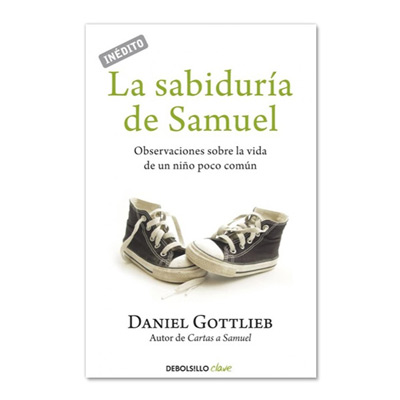 INÉDITO
La sabiduría
de Samuel
Observaciones sobre la vida
de un niño poco común
DANIEL GOTTLIEB
Autor de Cartas a Samuel
DEBOLSILLO clave